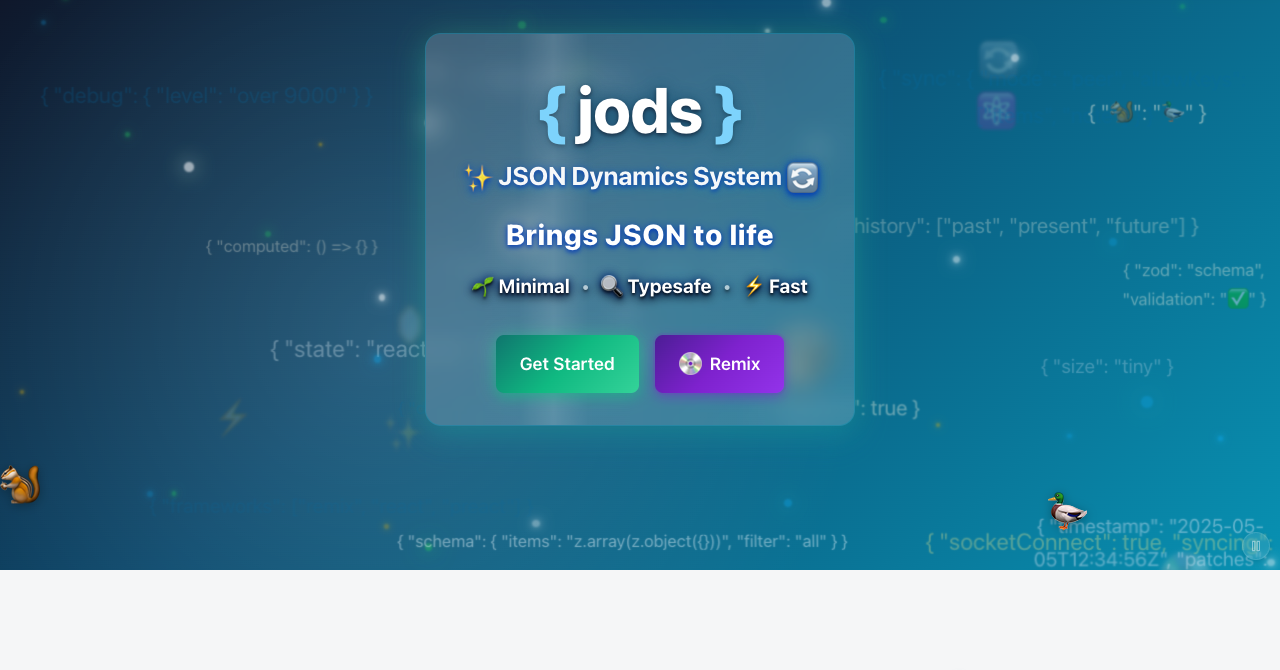 { jods }
✨ JSON Dynamics System 🔄
Brings JSON to life
🌱 Minimal • 🔍 Typesafe • ⚡ Fast
Get Started
💿 Remix
{ "debug": { "level": "over 9000" } }
{ "🐿️": "🦆" }
history": ["past", "present", "future"] }
{ "computed": () => {} }
{ "zod": "schema",
"validation": "✅" }
{ "state": "react
{ "size": "tiny" }
: true }
{ "schema": { "items": "z.array(z.object({}))", "filter": "all" } }
{ "timestamp": "2025-05-
05T12:34:56Z", "patches":
{ "socketConnect": true, "syncin